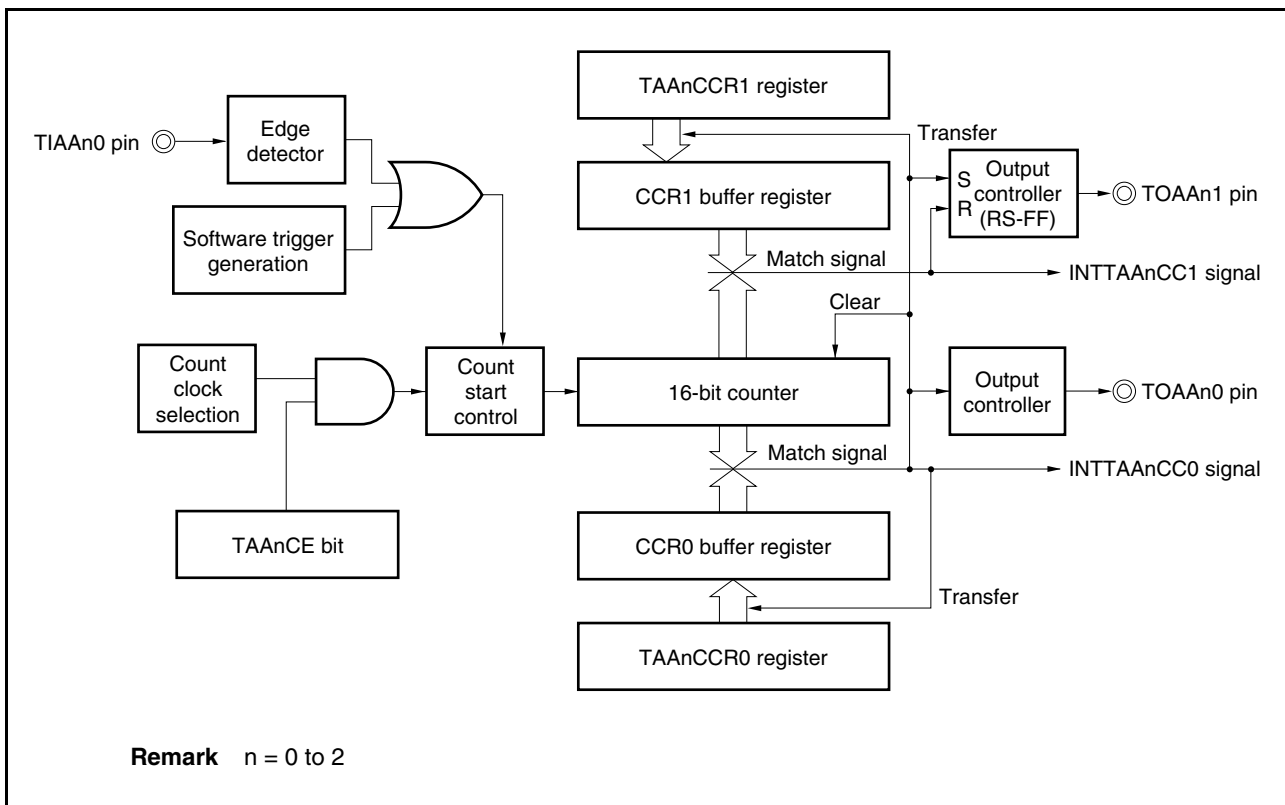 TAAnCCR1 register
TIAAn0 pin
Edge
detector
Transfer
CCR1 buffer register
S
R
Output
controller
(RS-FF)
TOAAn1 pin
Software trigger
generation
Match signal
INTTAAnCC1 signal
Clear
Count
clock
selection
Count
start
control
16-bit counter
Output
controller
TOAAn0 pin
Match signal
INTTAAnCC0 signal
TAAnCE bit
CCR0 buffer register
Transfer
TAAnCCR0 register
Remark n = 0 to 2